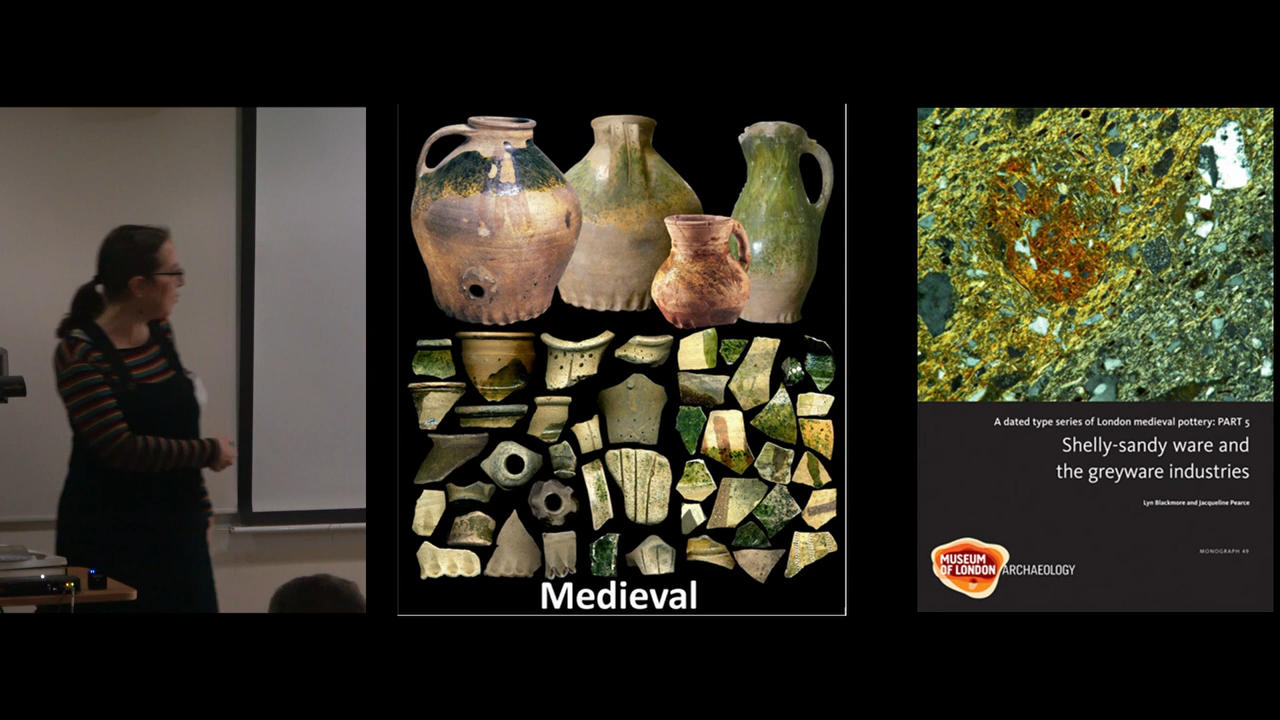 Medieval
A dated type series of London medieval pottery: PART 5
Shelly-sandy ware and
the greyware industries
Lyn Blackmore and Jacqueline Pearce
MONOGRAPH 49
MUSEUM
OF LONDON ARCHAEOLOGY